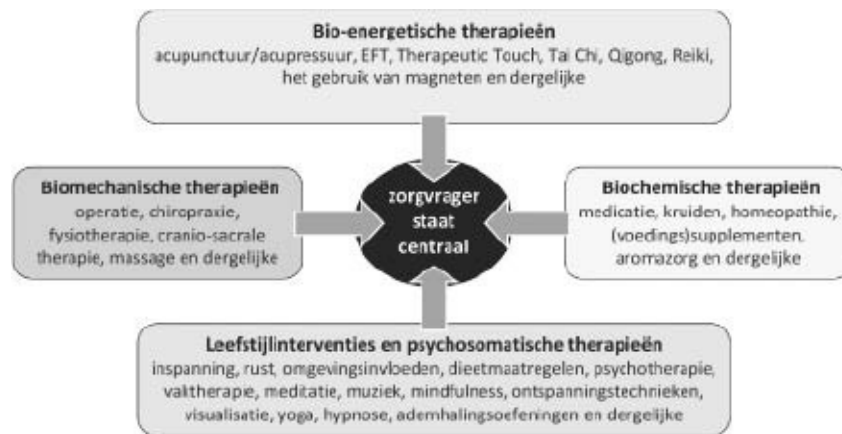 Bio-energetische therapieën
acupunctuur/acupressuur, EFT, Therapeutic Touch, Tai Chi, Qigong, Reiki,
het gebruik van magneten en dergelijke
Biomechanische therapieën
operatie, chiropraxie,
fysiotherapie, cranio-sacrale
therapie, massage en dergelijke
zorgvrager
staat
centraal
Biochemische therapieën
medicatie, kruiden, homeopathie,
(voedings)supplementen,
aromazorg en dergelijke
Leefstijlinterventies en psychosomatische therapieën
inspanning, rust, omgevingsinvloeden, dieetmaatregelen, psychotherapie,
vaktherapie, meditatie, muziek, mindfulness, ontspanningstechnieken,
visualisatie, yoga, hypnose, ademhalingsoefeningen en dergelijke